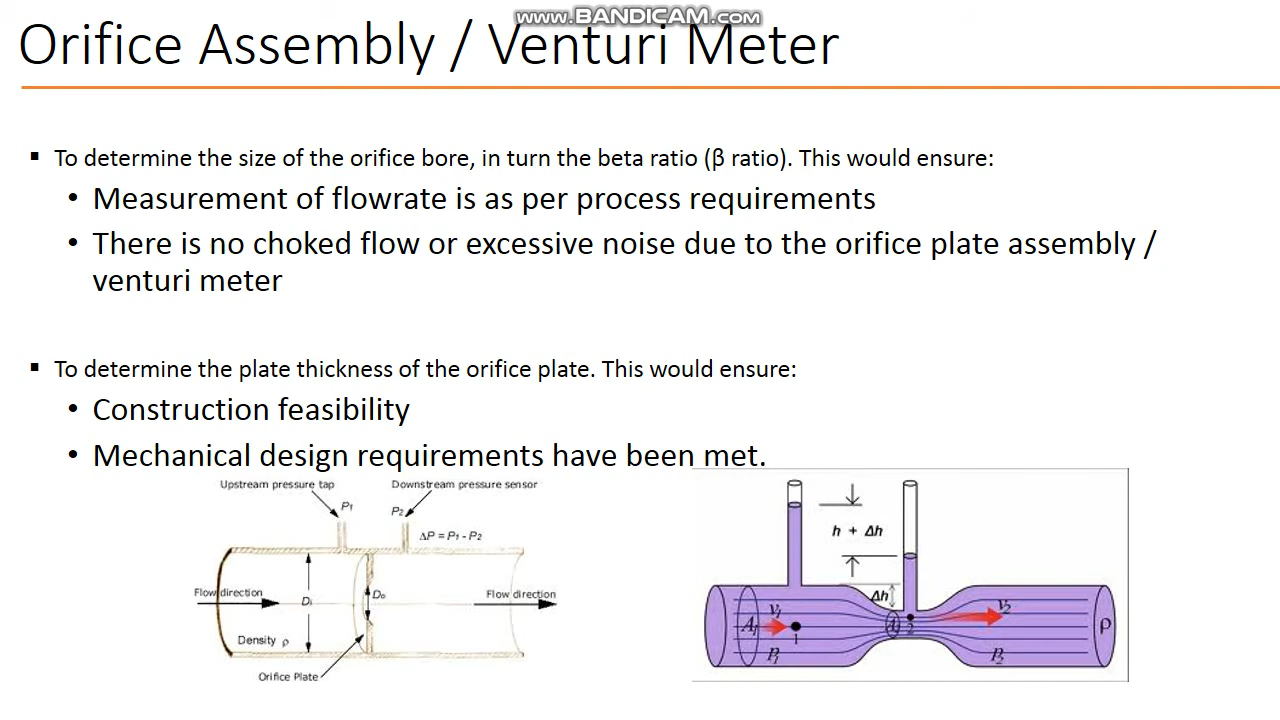 www.BANDICAM.com
Orifice Assembly / Venturi Meter
▪ To determine the size of the orifice bore, in turn the beta ratio (β ratio). This would ensure:
• Measurement of flowrate is as per process requirements
• There is no choked flow or excessive noise due to the orifice plate assembly /
venturi meter
▪ To determine the plate thickness of the orifice plate. This would ensure:
• Construction feasibility
• Mechanical design requirements have been met.
Upstream pressure tap
Downstream pressure sensor
P1
P2
ΔP = P1 - P2
Flow direction
Do
Flow direction
Density ρ
Orifice Plate
h + Δh
Δh
v1
v2
A1
1
2
ρ
p1
p2